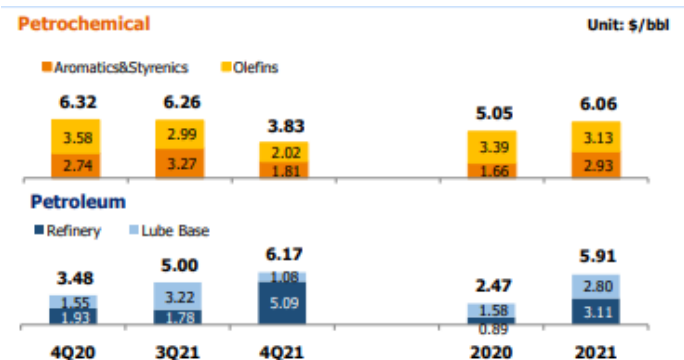 Petrochemical Unit: $/bbl
Aromatics&Styrenics Olefins
6.32 6.26 3.83 5.05 6.06
3.58 2.99 2.02 3.39 3.13
2.74 3.27 1.81 1.66 2.93
Petroleum
Refinery Lube Base
3.48 5.00 6.17 2.47 5.91
1.55 3.22 1.08 1.58 2.80
1.93 1.78 5.09 0.89 3.11
4Q20 3Q21 4Q21 2020 2021